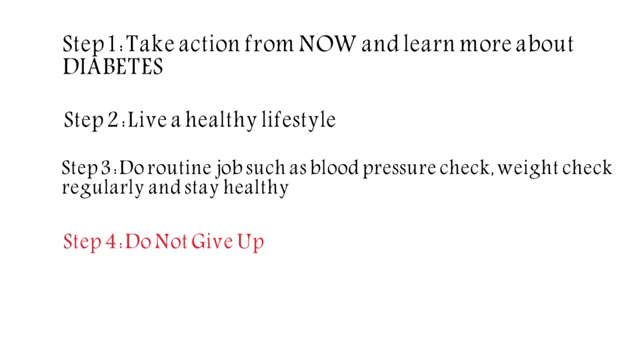 Step 1: Take action from NOW and learn more about
DIABETES
Step 2: Live a healthy lifestyle
Step 3: Do routine job such as blood pressure check, weight check
regularly and stay healthy
Step 4: Do Not Give Up